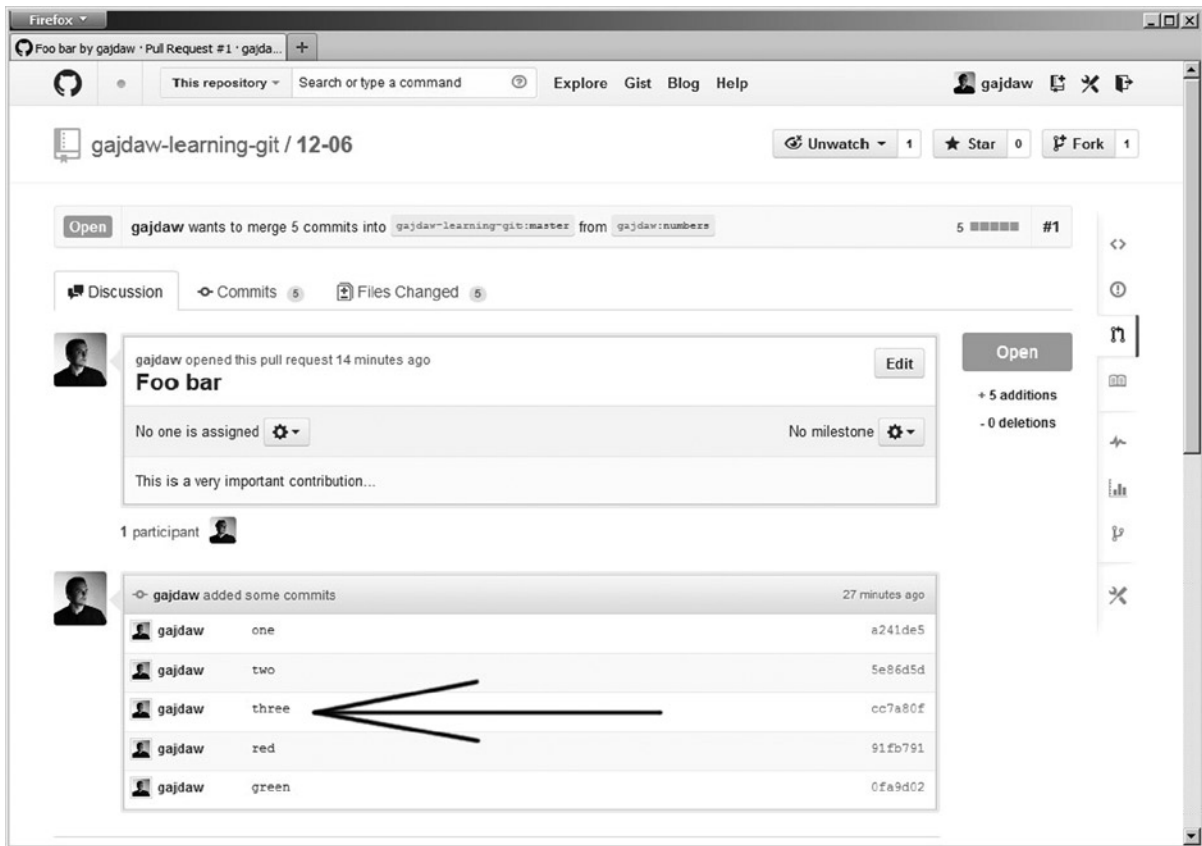 Firefox
Foo bar by gajdaw · Pull Request #1 · gajda... +
This repository Search or type a command Explore Gist Blog Help gajdaw
gajdaw-learning-git / 12-06 Unwatch 1 Star 0 Fork 1
Open gajdaw wants to merge 5 commits into gajdaw-learning-git:master from gajdaw:numbers 5 #1
Discussion Commits 5 Files Changed 5
gajdaw opened this pull request 14 minutes ago
Foo bar
Edit
Open
+ 5 additions
- 0 deletions
No one is assigned No milestone
This is a very important contribution...
1 participant
gajdaw added some commits 27 minutes ago
gajdaw one a241de5
gajdaw two 5e86d5d
gajdaw three cc7a80f
gajdaw red 91fb791
gajdaw green 0fa9d02